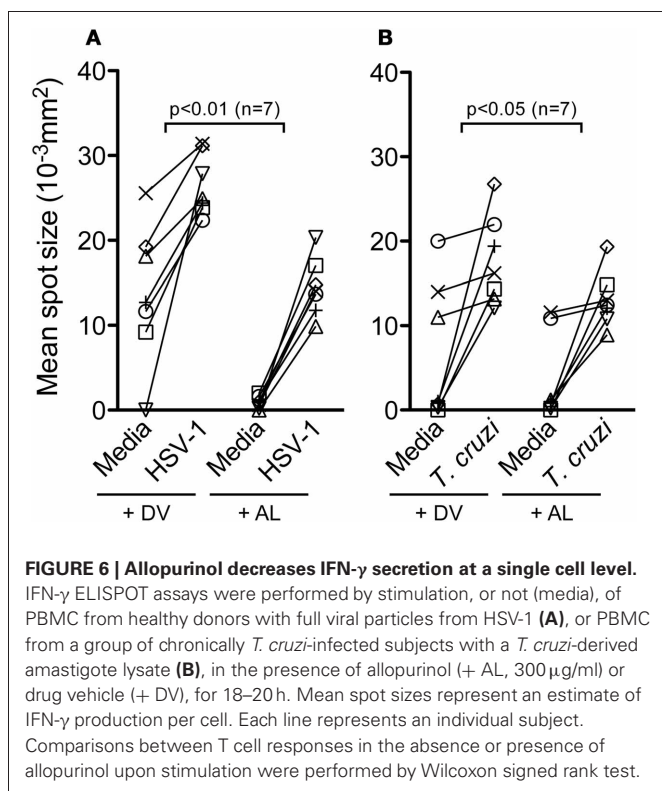 A
B
Mean spot size (10-3mm2)
40
30
20
10
0
p<0.01 (n=7)
Media
HSV-1
Media
HSV-1
+ DV
+ AL
40
30
20
10
0
p<0.05 (n=7)
Media
T. cruzi
Media
T. cruzi
+ DV
+ AL
FIGURE 6 | Allopurinol decreases IFN-γ secretion at a single cell level.
IFN-γ ELISPOT assays were performed by stimulation, or not (media), of
PBMC from healthy donors with full viral particles from HSV-1 (A), or PBMC
from a group of chronically T. cruzi-infected subjects with a T. cruzi-derived
amastigote lysate (B), in the presence of allopurinol (+ AL, 300 μg/ml) or
drug vehicle (+ DV), for 18–20 h. Mean spot sizes represent an estimate of
IFN-γ production per cell. Each line represents an individual subject.
Comparisons between T cell responses in the absence or presence of
allopurinol upon stimulation were performed by Wilcoxon signed rank test.